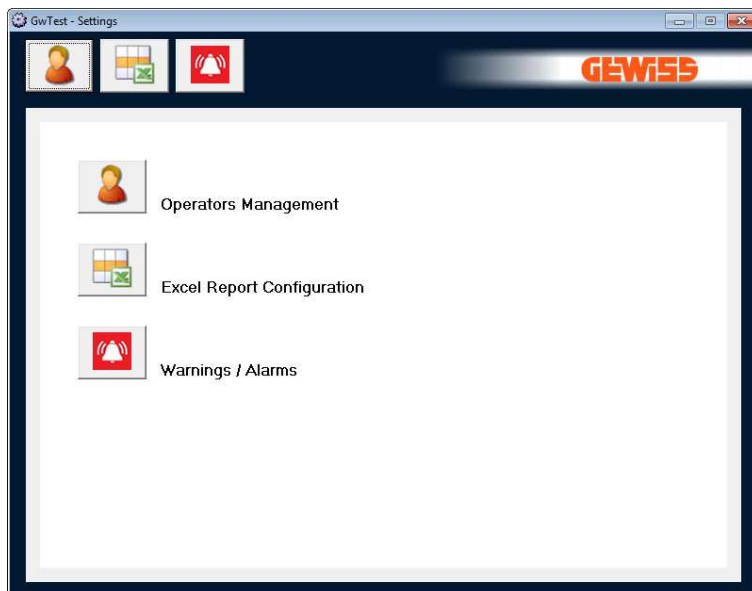 GwTest - Settings
GEWiSS
Operators Management
Excel Report Configuration
Warnings / Alarms